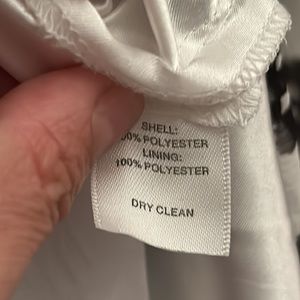 SHELL:
00% POLYESTER
LINING:
100% POLYESTER
DRY CLEAN